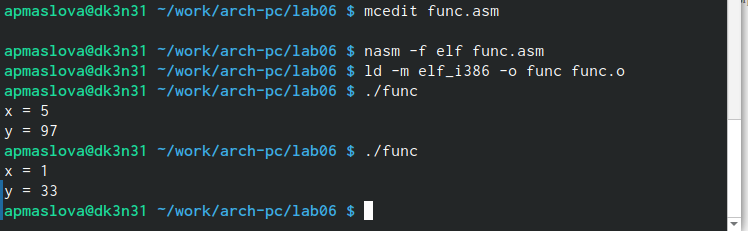 apmaslova@dk3n31 ~/work/arch-pc/lab06 $ mcedit func.asm
apmaslova@dk3n31 ~/work/arch-pc/lab06 $ nasm -f elf func.asm
apmaslova@dk3n31 ~/work/arch-pc/lab06 $ ld -m elf_i386 -o func func.o
apmaslova@dk3n31 ~/work/arch-pc/lab06 $ ./func
x = 5
y = 97
apmaslova@dk3n31 ~/work/arch-pc/lab06 $ ./func
x = 1
y = 33
apmaslova@dk3n31 ~/work/arch-pc/lab06 $